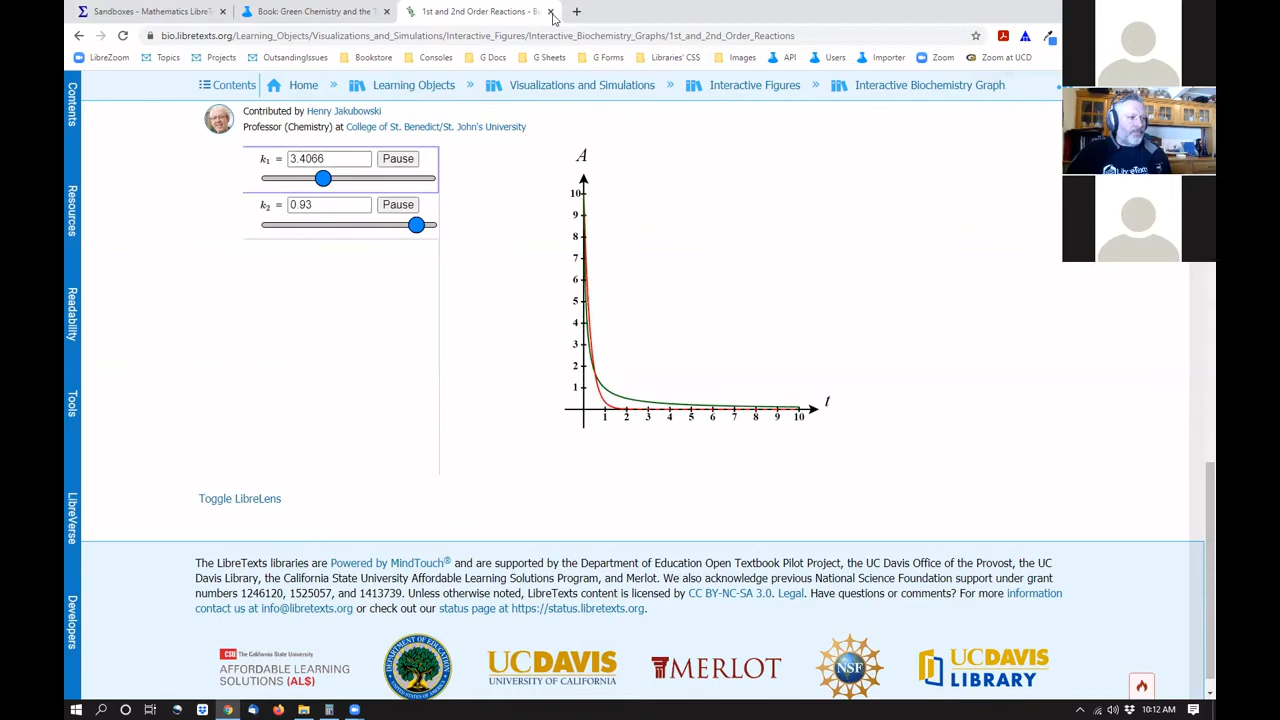 Sandboxes - Mathematics LibreT
Book: Green Chemistry and the T
1st and 2nd Order Reactions - B
bio.libretexts.org/Learning_Objects/Visualizations_and_Simulations/Interactive_Figures/Interactive_Biochemistry_Graphs/1st_and_2nd_Order_Reactions
LibreZoom
Topics
Projects
OutsandingIssues
Bookstore
Consoles
G Docs
G Sheets
G Forms
Libraries' CSS
Images
API
Users
Importer
Zoom
Zoom at UCD
Contents
Home
»
Learning Objects
»
Visualizations and Simulations
»
Interactive Figures
»
Interactive Biochemistry Graph
Contents
Resources
Readability
Tools
LibreVerse
Developers
Contributed by Henry Jakubowski
Professor (Chemistry) at College of St. Benedict/St. John's University
k₁ = 3.4066 Pause
k₂ = 0.93 Pause
A
10
9
8
7
6
5
4
3
2
1
1 2 3 4 5 6 7 8 9 10
t
LibreTexts
Toggle LibreLens
The LibreTexts libraries are Powered by MindTouch® and are supported by the Department of Education Open Textbook Pilot Project, the UC Davis Office of the Provost, the UC
Davis Library, the California State University Affordable Learning Solutions Program, and Merlot. We also acknowledge previous National Science Foundation support under grant
numbers 1246120, 1525057, and 1413739. Unless otherwise noted, LibreTexts content is licensed by CC BY-NC-SA 3.0. Legal. Have questions or comments? For more information
contact us at info@libretexts.org or check out our status page at https://status.libretexts.org.
CSU The California State University
AFFORDABLE LEARNING
SOLUTIONS (AL$)
UCDAVIS
UNIVERSITY OF CALIFORNIA
MERLOT
NSF
UCDAVIS
LIBRARY
10:12 AM